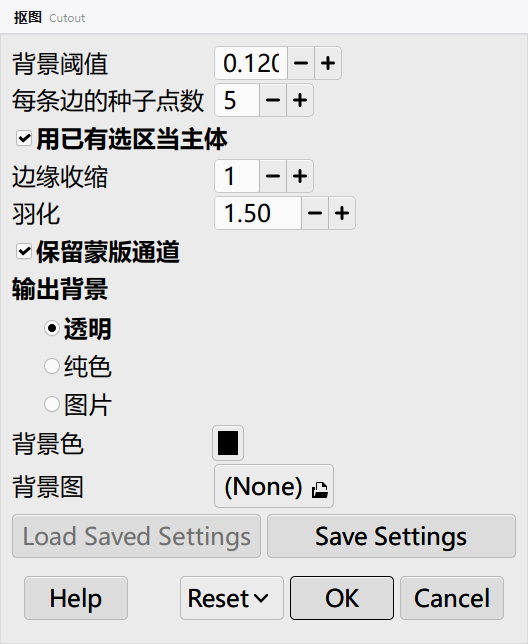 抠图 Cutout
背景阈值 0.120
每条边的种子点数 5
用已有选区当主体
边缘收缩 1
羽化 1.50
保留蒙版通道
输出背景
透明
纯色
图片
背景色
背景图 (None)
Load Saved Settings Save Settings
Help Reset OK Cancel